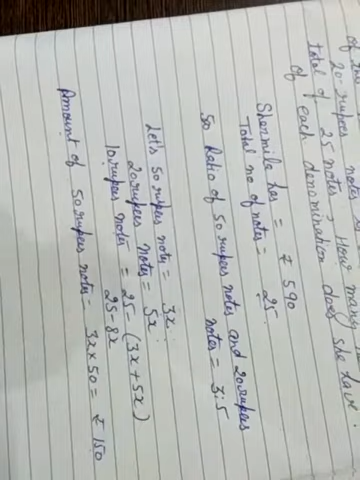 of 20 rupees notes
total of 25 notes, How many
of each denomination does she have.
Sharmila has = ₹ 590
Total no of notes = 25.
So Ratio of 50 rupees notes and 20 rupees
notes = 3:5
Let's 50 rupees notes = 3x
20 rupees notes = 5x
10 rupees notes = 25 - (3x + 5x)
25 - 8x
Amount of 50 rupees notes = 3x × 50 = ₹ 150